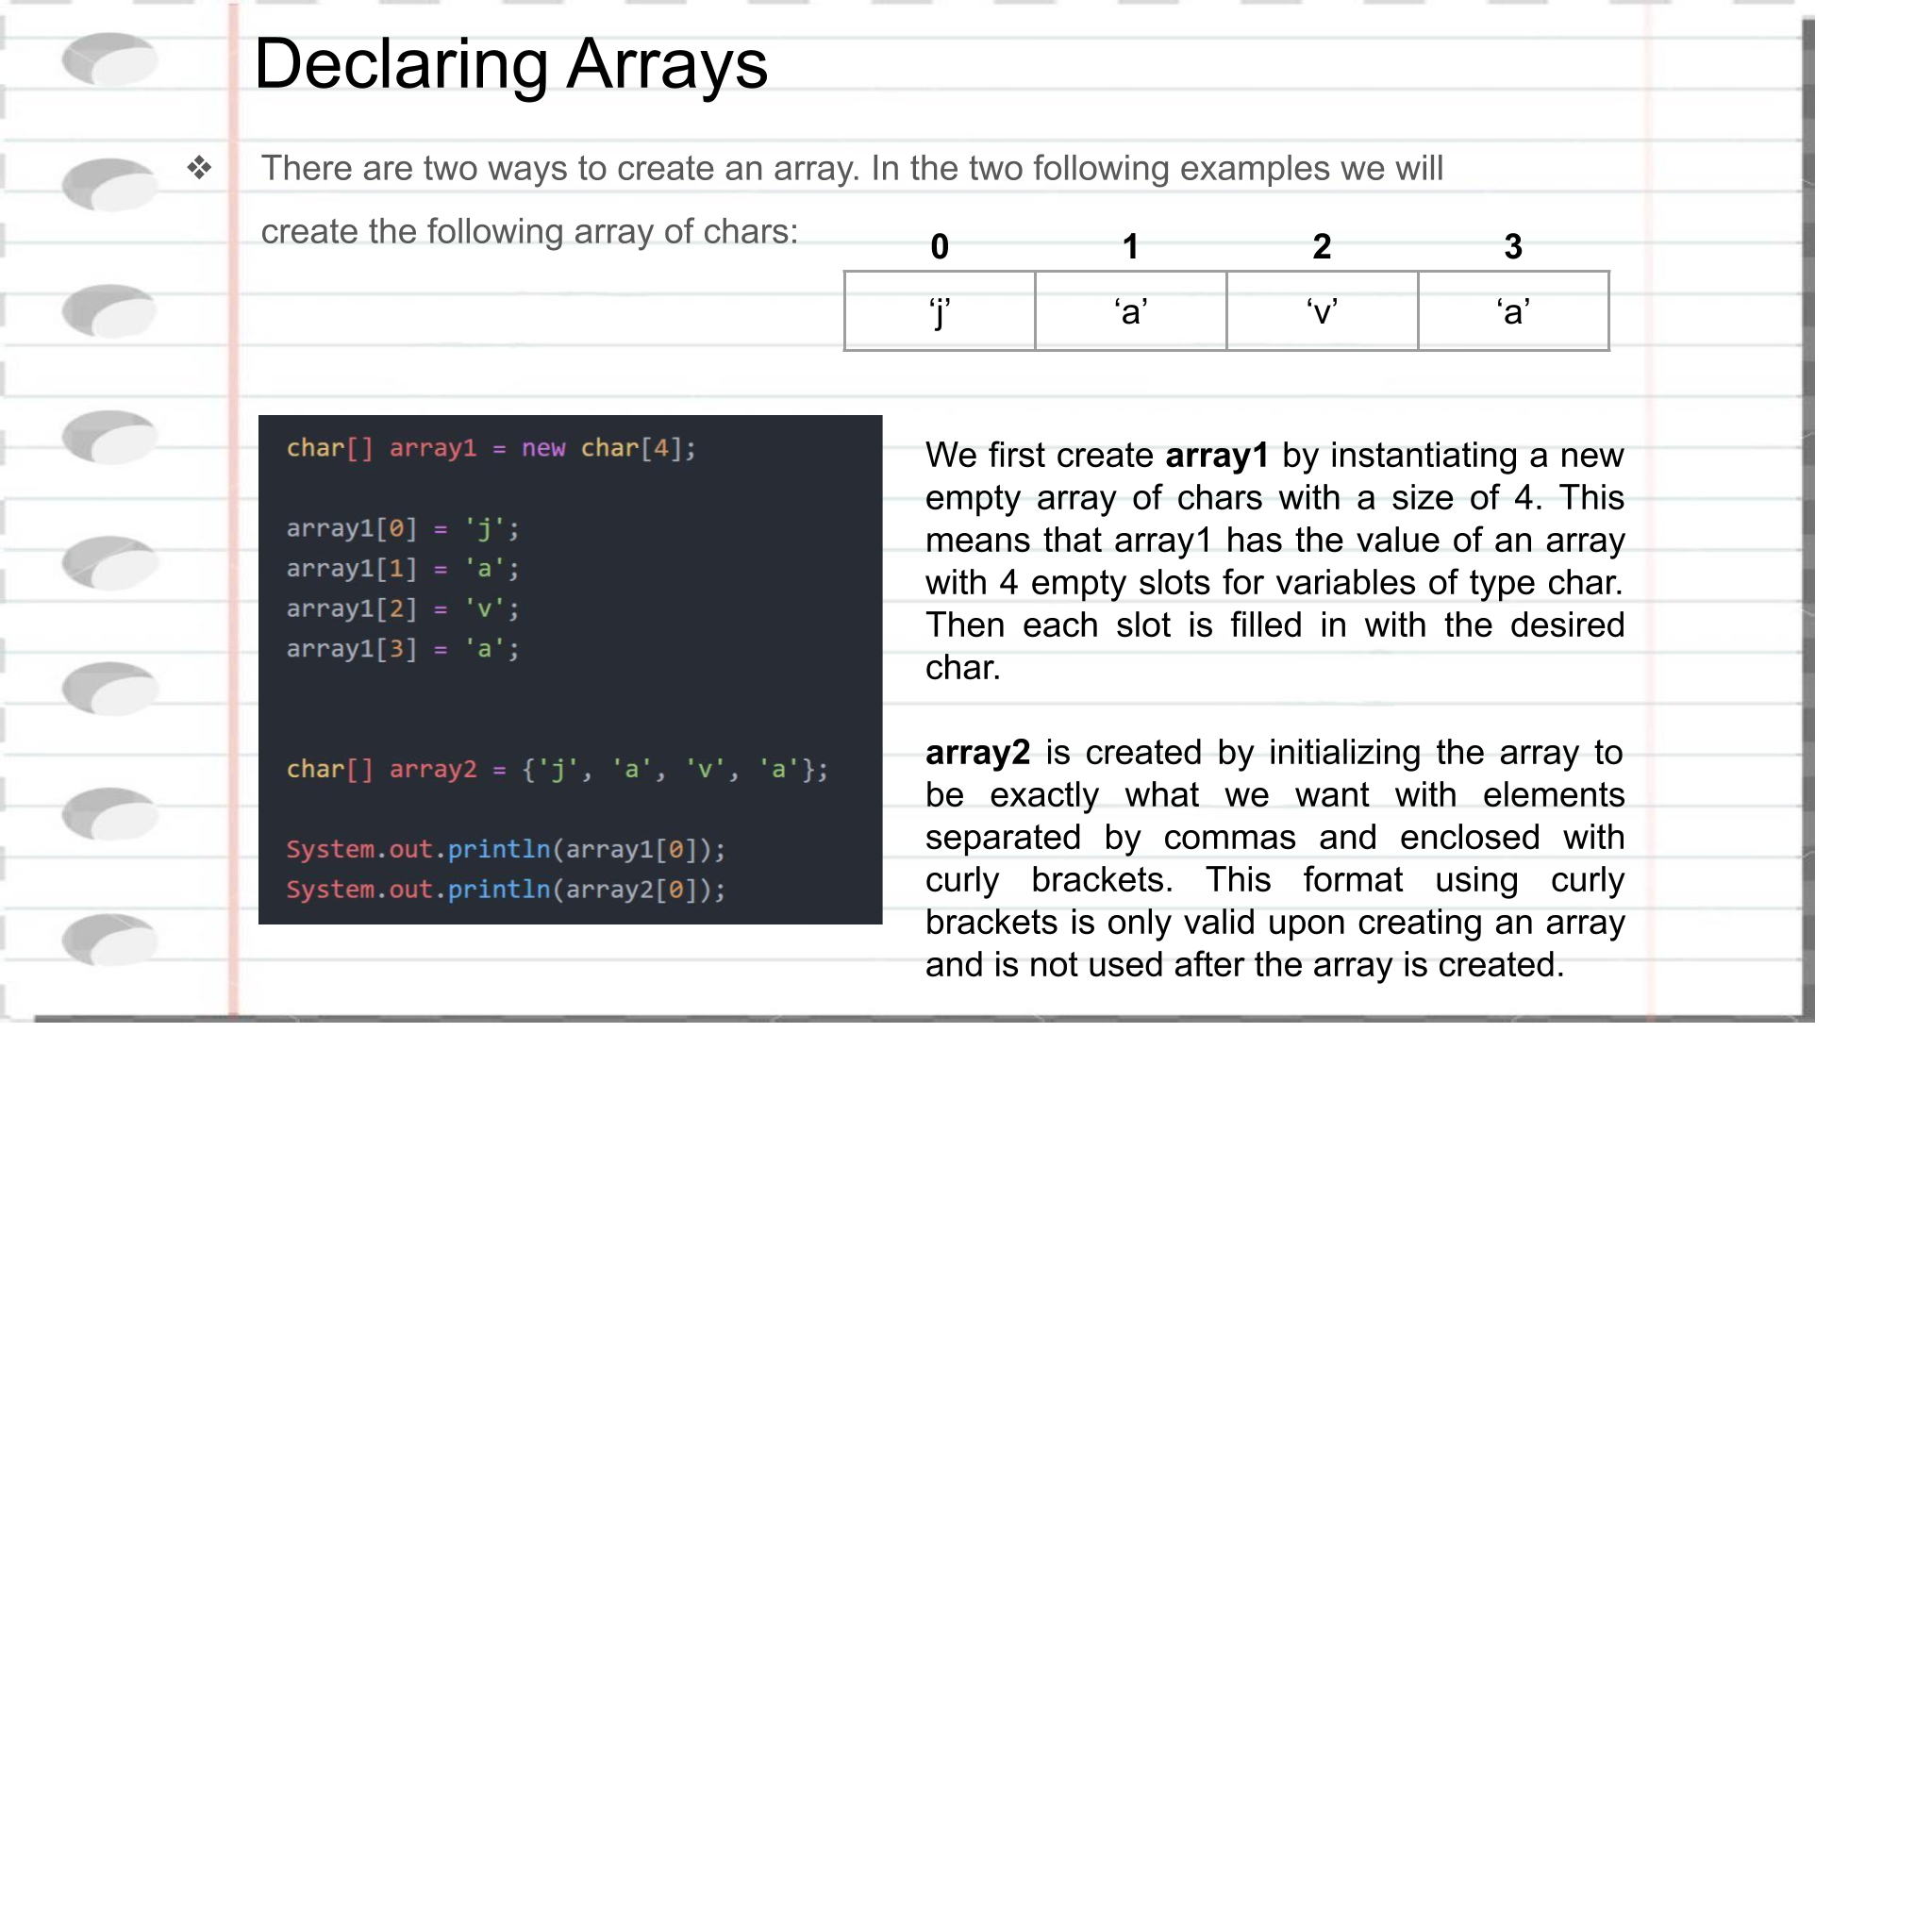 Declaring Arrays
❖ There are two ways to create an array. In the two following examples we will
create the following array of chars:
0 1 2 3
‘j’ ‘a’ ‘v’ ‘a’
char[] array1 = new char[4];
array1[0] = 'j';
array1[1] = 'a';
array1[2] = 'v';
array1[3] = 'a';
char[] array2 = {'j', 'a', 'v', 'a'};
System.out.println(array1[0]);
System.out.println(array2[0]);
We first create array1 by instantiating a new
empty array of chars with a size of 4. This
means that array1 has the value of an array
with 4 empty slots for variables of type char.
Then each slot is filled in with the desired
char.
array2 is created by initializing the array to
be exactly what we want with elements
separated by commas and enclosed with
curly brackets. This format using curly
brackets is only valid upon creating an array
and is not used after the array is created.